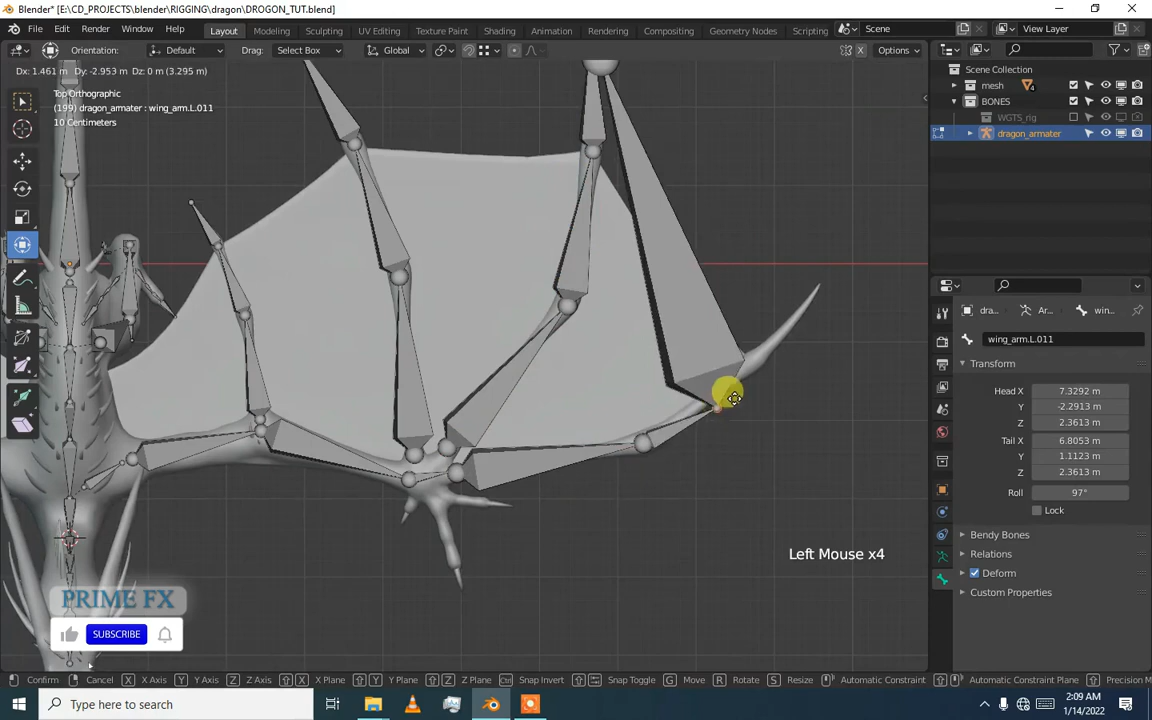 Blender* [E:\CD_PROJECTS\blender\RIGGING\dragon\DROGON_TUT.blend]
File Edit Render Window Help Layout Modeling Sculpting UV Editing Texture Paint Shading Animation Rendering Compositing Geometry Nodes Scripting Scene View Layer
Orientation: Default Drag: Select Box Global X Options
Dx: 1.461 m Dy: -2.953 m Dz: 0 m (3.295 m)
Top Orthographic
(199) dragon_armater : wing_arm.L.011
10 Centimeters
Scene Collection
mesh 4
BONES
WGTS_rig
dragon_armater
dra... Ar... win...
wing_arm.L.011
Transform
Head X 7.3292 m
Y -2.2913 m
Z 2.3613 m
Tail X 6.8053 m
Y 1.1123 m
Z 2.3613 m
Roll 97°
Lock
Bendy Bones
Relations
Deform
Custom Properties
Left Mouse x4
PRIME FX
SUBSCRIBE
Confirm Cancel X X Axis Y Y Axis Z Z Axis X X Plane Y Y Plane Z Z Plane Snap Invert Snap Toggle G Move R Rotate S Resize Automatic Constraint Automatic Constraint Plane Precision M
Type here to search
2:09 AM
1/14/2022